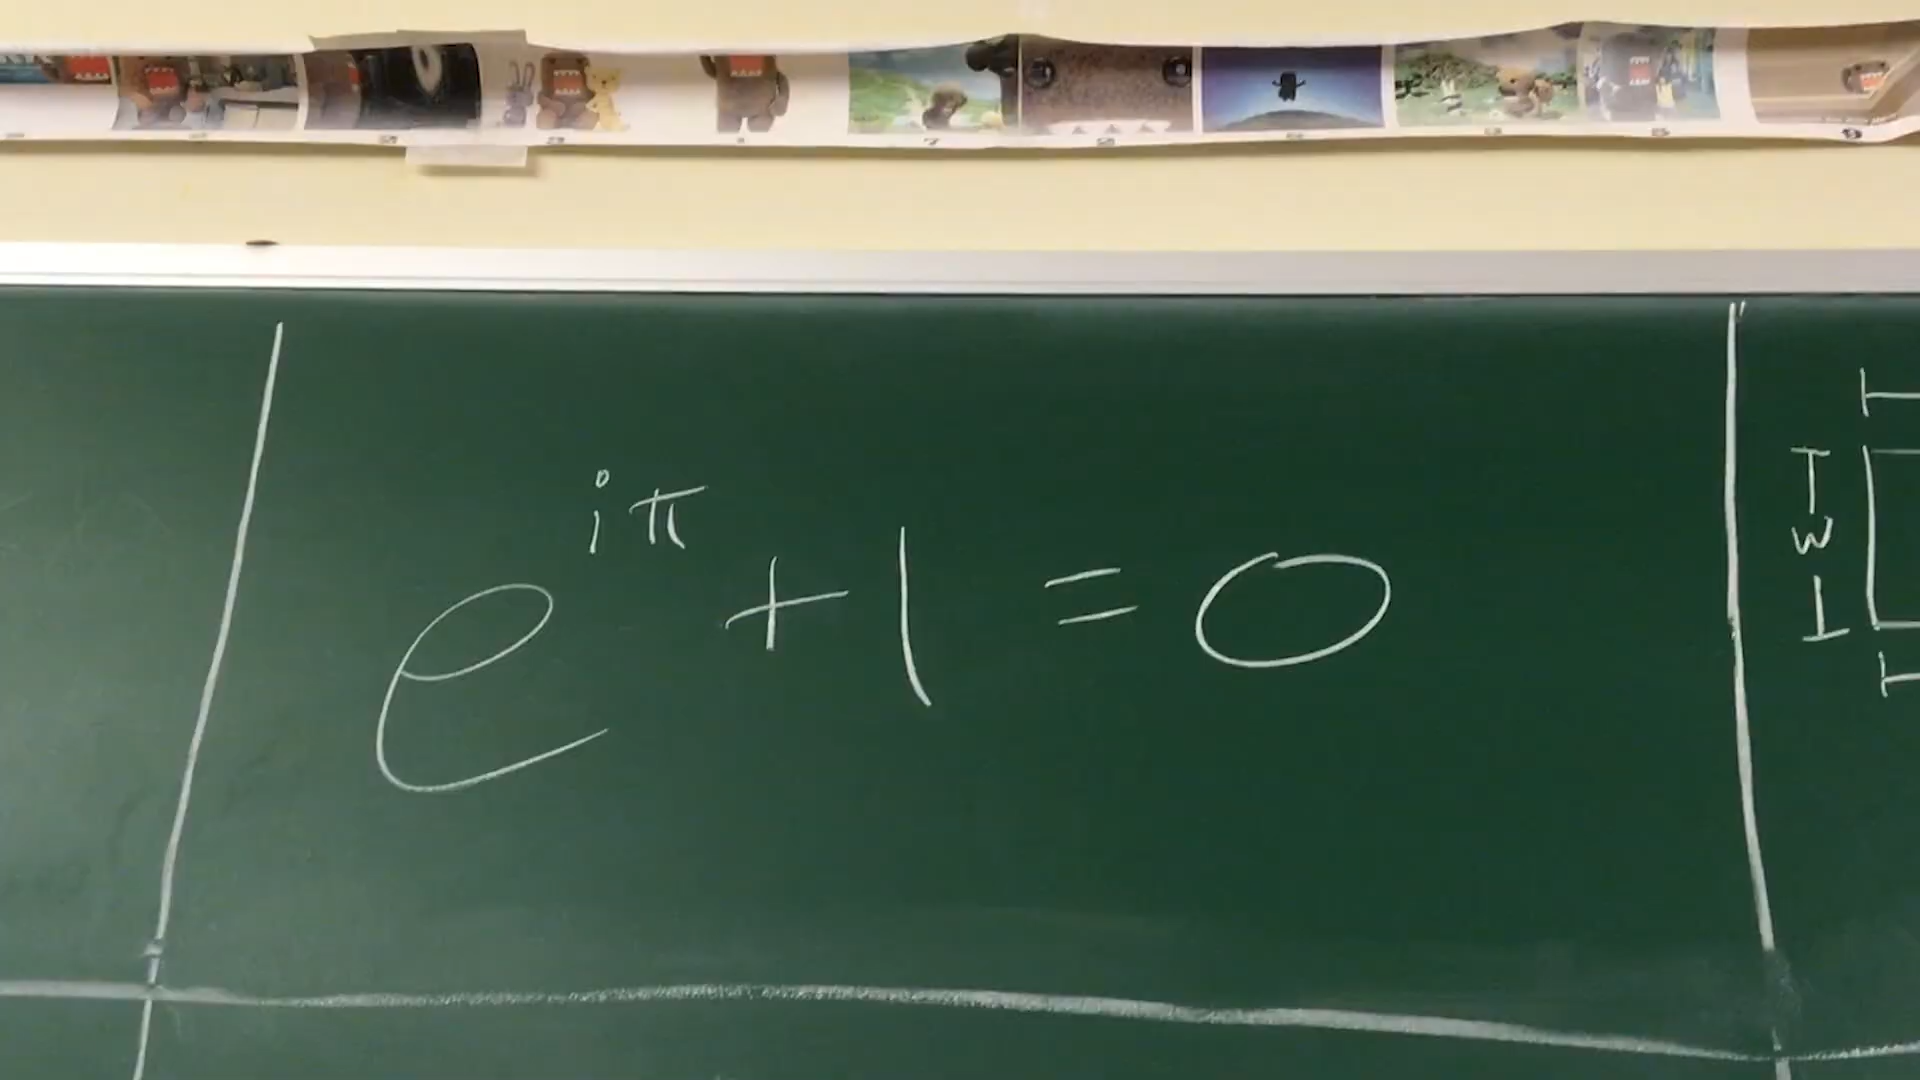 e^{iπ} + 1 = 0
T
W
I